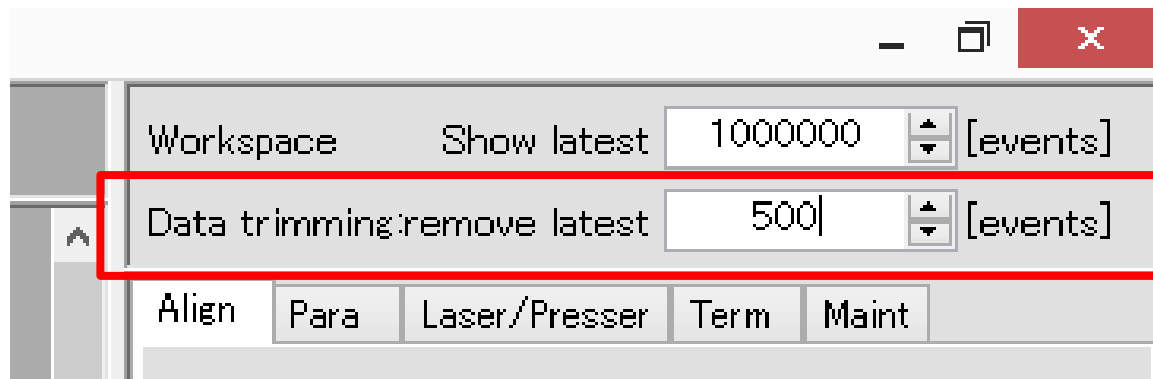 Workspace Show latest 1000000 [events]
Data trimming:remove latest 500 [events]
Align Para Laser/Presser Term Maint